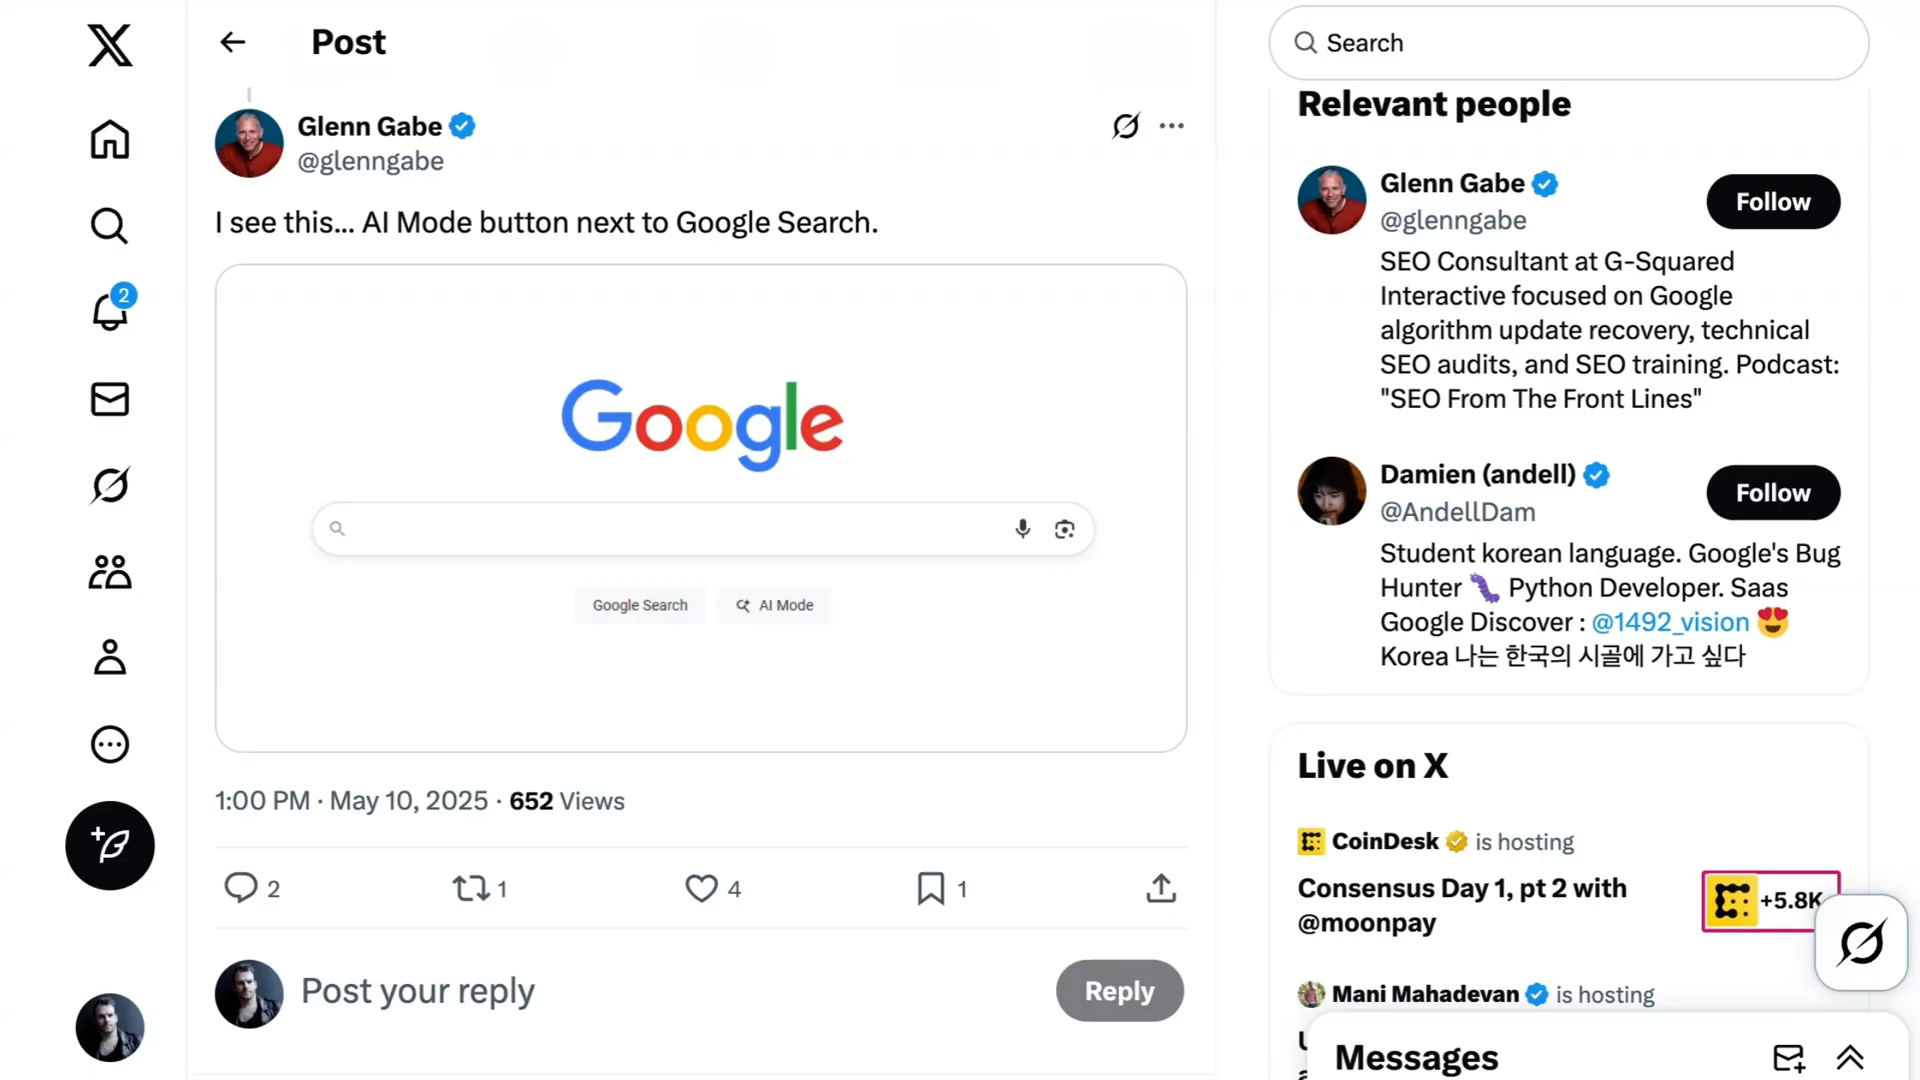 Post
Glenn Gabe
@glenngabe
I see this... AI Mode button next to Google Search.
Google
Google Search
AI Mode
1:00 PM · May 10, 2025 · 652 Views
2
1
4
1
Post your reply
Reply
2
Search
Relevant people
Glenn Gabe
@glenngabe
Follow
SEO Consultant at G-Squared
Interactive focused on Google
algorithm update recovery, technical
SEO audits, and SEO training. Podcast:
"SEO From The Front Lines"
Damien (andell)
@AndellDam
Follow
Student korean language. Google's Bug
Hunter 🐛 Python Developer. Saas
Google Discover : @1492_vision 😍
Korea 나는 한국의 시골에 가고 싶다
Live on X
CoinDesk is hosting
Consensus Day 1, pt 2 with
@moonpay
+5.8K
Mani Mahadevan is hosting
Messages